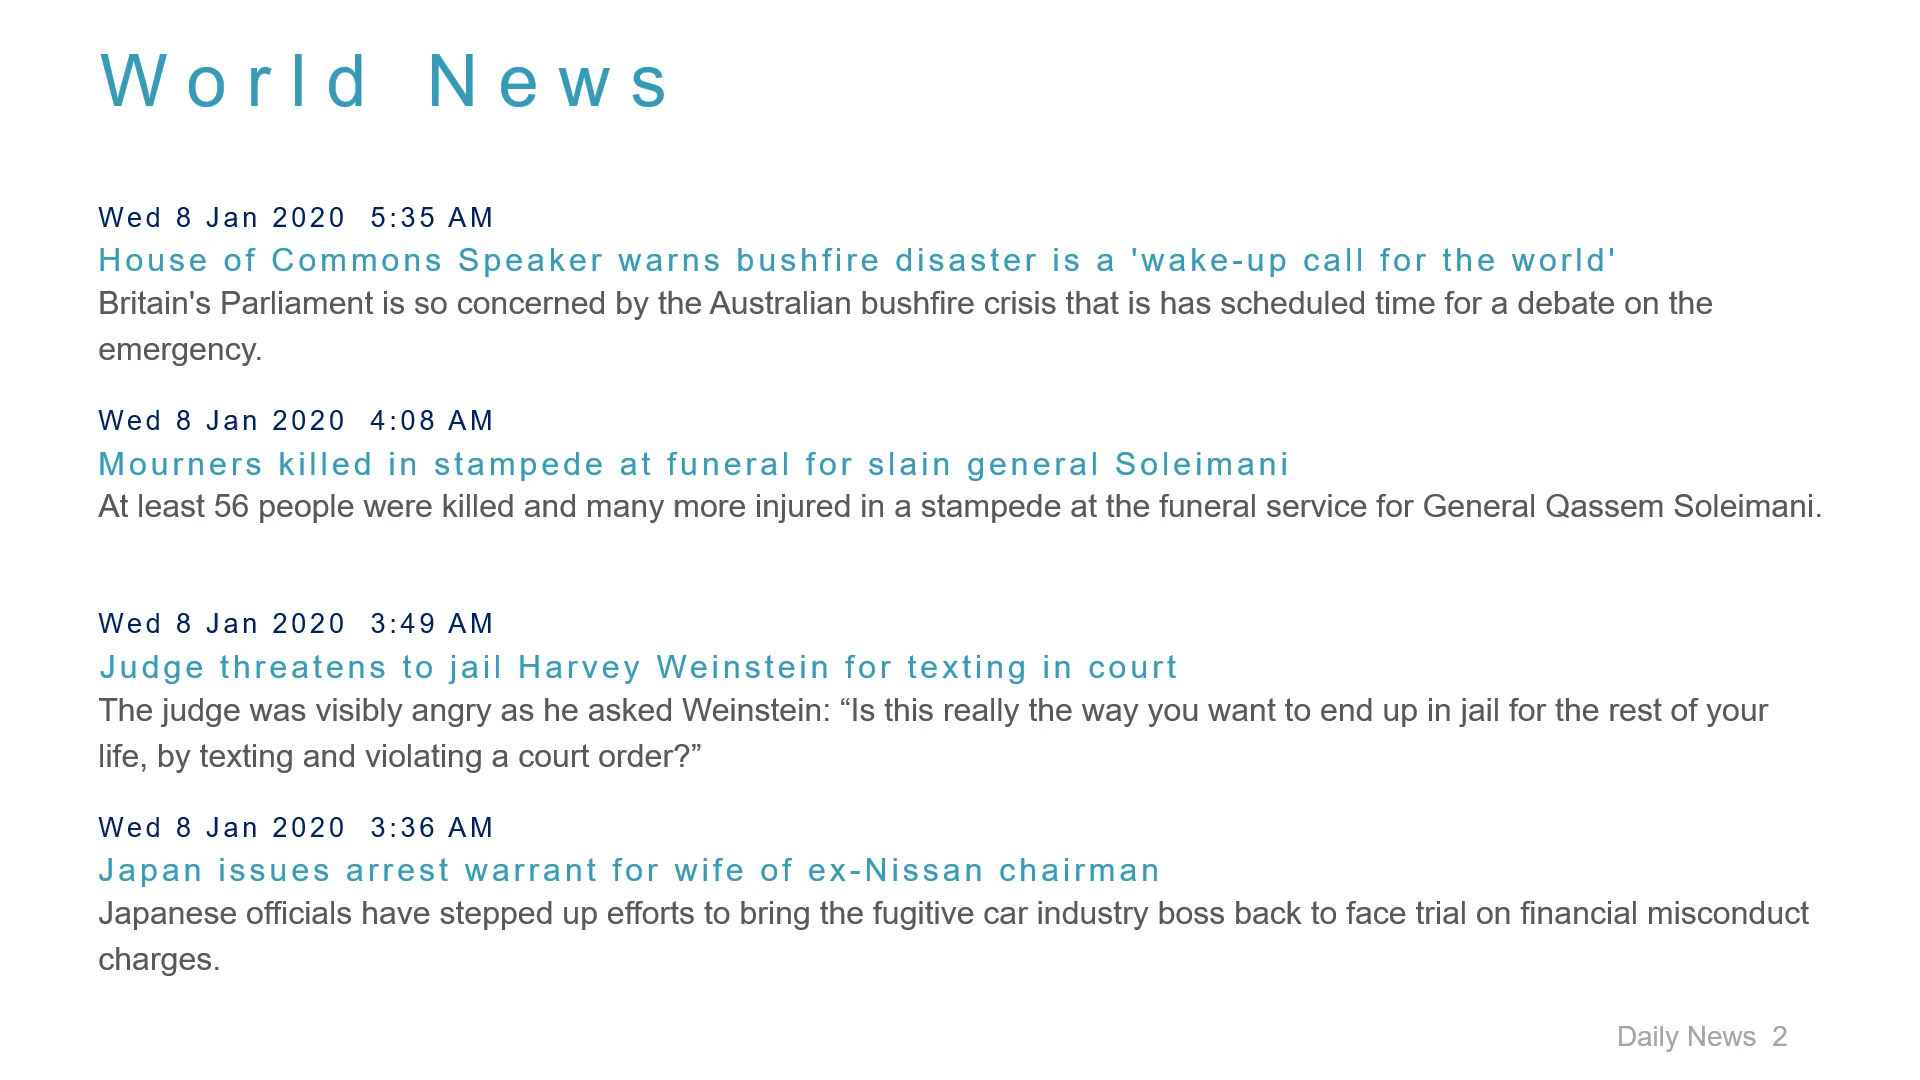 World News
Wed 8 Jan 2020 5:35 AM
House of Commons Speaker warns bushfire disaster is a 'wake-up call for the world'
Britain's Parliament is so concerned by the Australian bushfire crisis that is has scheduled time for a debate on the
emergency.
Wed 8 Jan 2020 4:08 AM
Mourners killed in stampede at funeral for slain general Soleimani
At least 56 people were killed and many more injured in a stampede at the funeral service for General Qassem Soleimani.
Wed 8 Jan 2020 3:49 AM
Judge threatens to jail Harvey Weinstein for texting in court
The judge was visibly angry as he asked Weinstein: “Is this really the way you want to end up in jail for the rest of your
life, by texting and violating a court order?”
Wed 8 Jan 2020 3:36 AM
Japan issues arrest warrant for wife of ex-Nissan chairman
Japanese officials have stepped up efforts to bring the fugitive car industry boss back to face trial on financial misconduct
charges.
Daily News 2